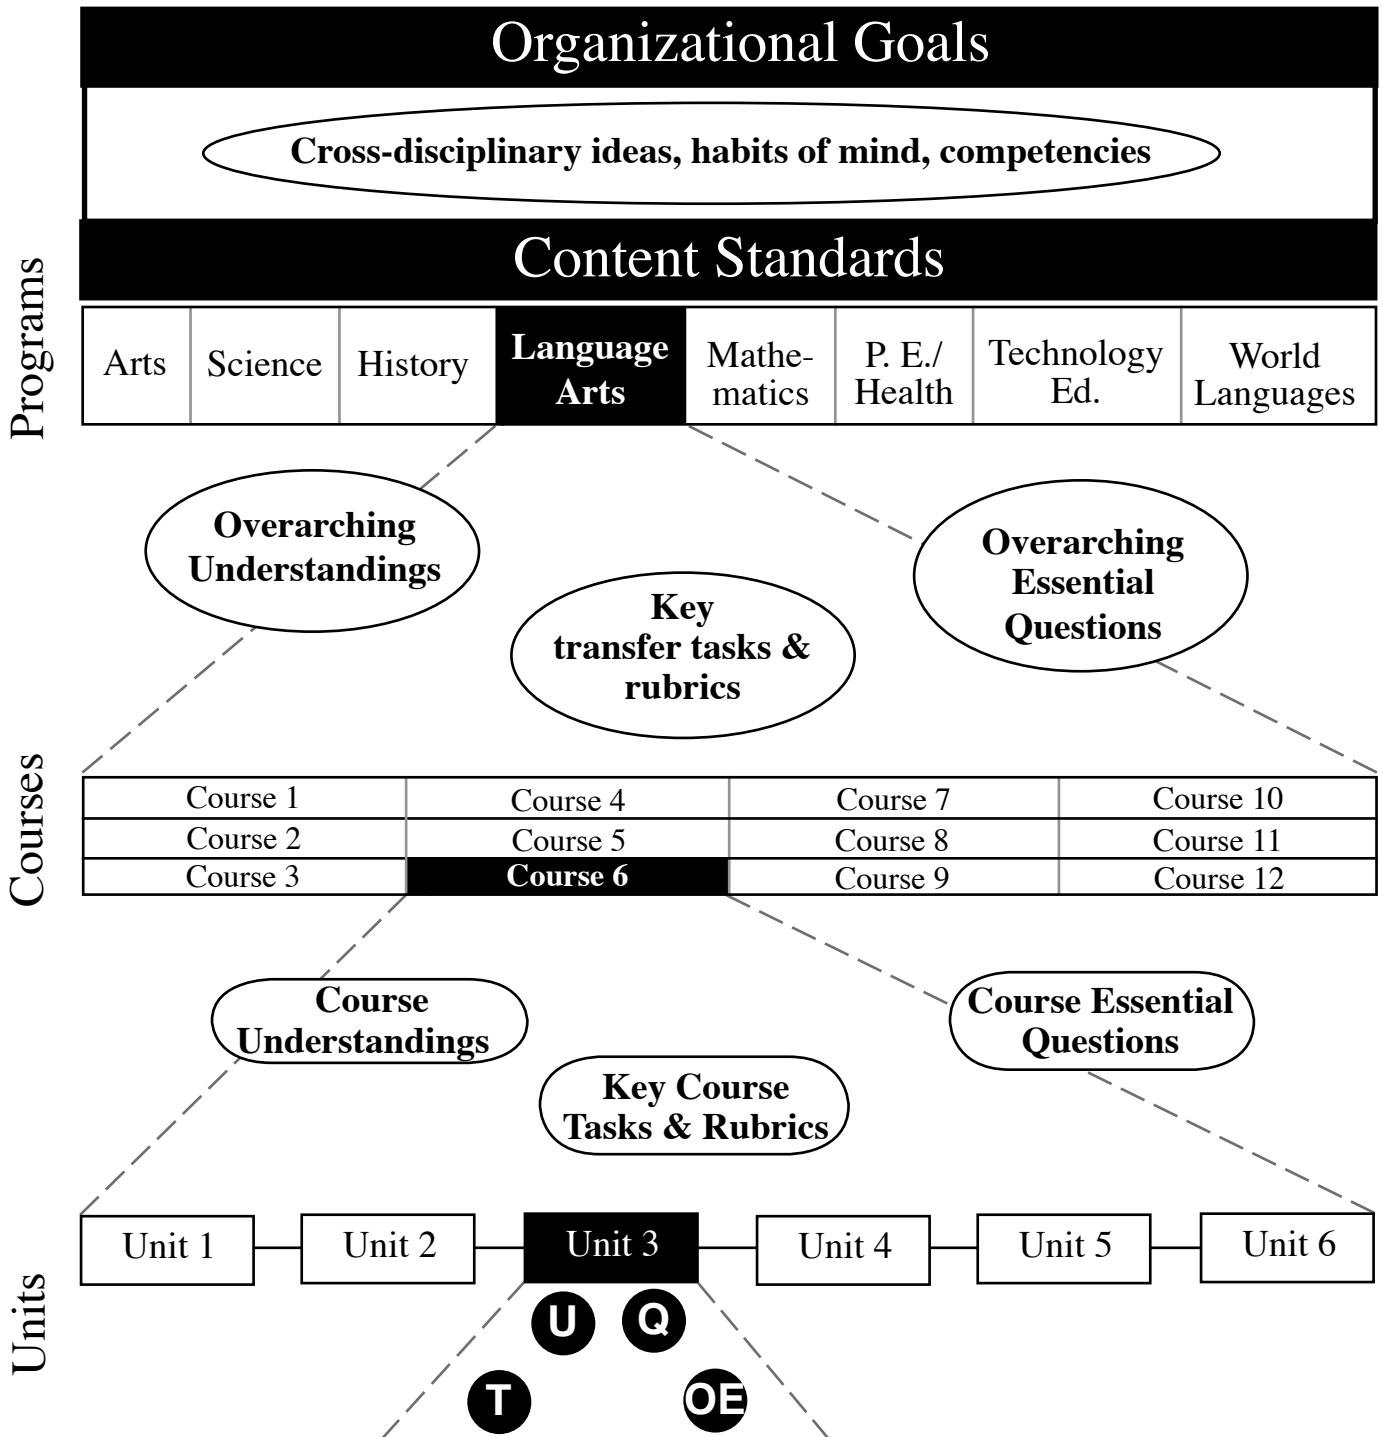 Organizational Goals
Cross-disciplinary ideas, habits of mind, competencies
Content Standards
Programs
Arts
Science
History
Language
Arts
Mathe-
matics
P. E./
Health
Technology
Ed.
World
Languages
Overarching
Understandings
Key
transfer tasks &
rubrics
Overarching
Essential
Questions
Courses
Course 1
Course 4
Course 7
Course 10
Course 2
Course 5
Course 8
Course 11
Course 3
Course 6
Course 9
Course 12
Course
Understandings
Key Course
Tasks & Rubrics
Course Essential
Questions
Units
Unit 1
Unit 2
Unit 3
Unit 4
Unit 5
Unit 6
U
Q
T
OE